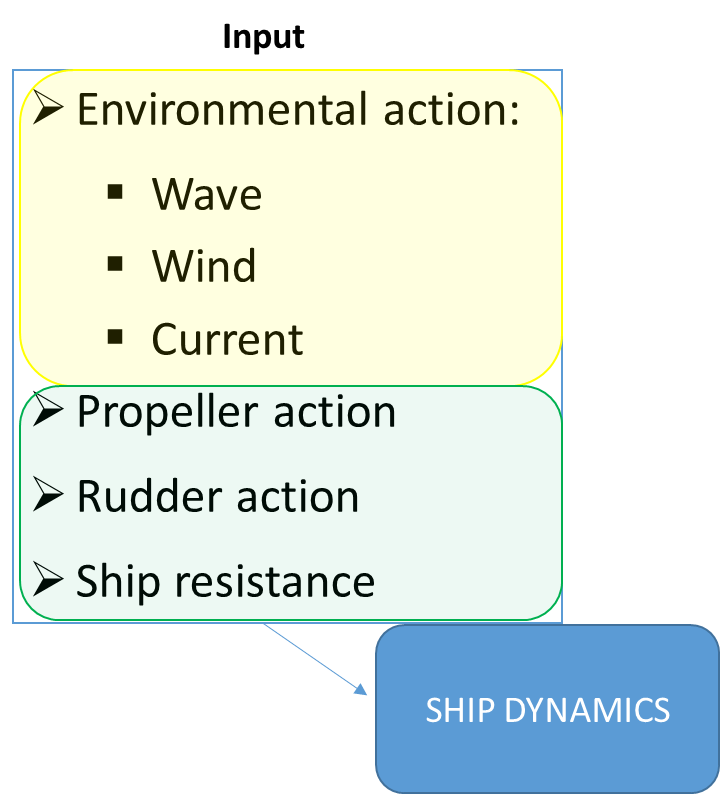 Input
➢ Environmental action:
▪ Wave
▪ Wind
▪ Current
➢ Propeller action
➢ Rudder action
➢ Ship resistance
SHIP DYNAMICS